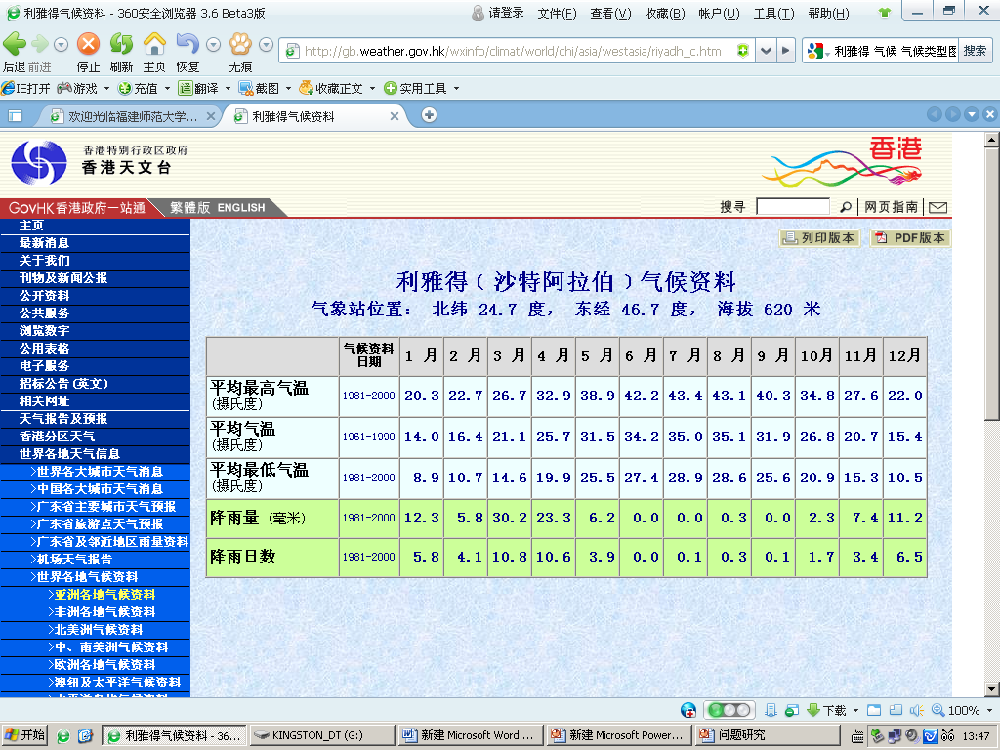 利雅得气候资料 - 360安全浏览器 3.6 Beta3版
请登录 文件(F) 查看(V) 收藏(B) 帐户(U) 工具(T) 帮助(H)
http://gb.weather.gov.hk/wxinfo/climat/world/chi/asia/westasia/riyadh_c.htm
利雅得 气候 气候类型图 搜索
后退 前进 停止 刷新 主页 恢复 无痕
IE打开 游戏 充值 翻译 截图 收藏正文 实用工具
欢迎光临福建师范大学... 利雅得气候资料
香港特别行政区政府
香港天文台
香港
GovHK香港政府一站通 繁體版 ENGLISH
搜寻 网页指南
主页
最新消息
关于我们
刊物及新闻公报
公开资料
公共服务
浏览数字
公用表格
电子服务
招标公告(英文)
相关网址
天气报告及预报
香港分区天气
世界各地天气信息
>世界各大城市天气消息
>中国各大城市天气消息
>广东省主要城市天气预报
>广东省旅游点天气预报
>广东省及邻近地区雨量资料
>机场天气报告
>世界各地气候资料
>亚洲各地气候资料
>非洲各地气候资料
>北美洲气候资料
>中、南美洲气候资料
>欧洲各地气候资料
>澳纽及太平洋气候资料
列印版本 PDF版本
利雅得﹙沙特阿拉伯﹚气候资料
气象站位置: 北纬 24.7 度, 东经 46.7 度, 海拔 620 米
气候资料日期 1 月 2 月 3 月 4 月 5 月 6 月 7 月 8 月 9 月 10月 11月 12月
平均最高气温 (摄氏度) 1981-2000 20.3 22.7 26.7 32.9 38.9 42.2 43.4 43.1 40.3 34.8 27.6 22.0
平均气温 (摄氏度) 1961-1990 14.0 16.4 21.1 25.7 31.5 34.2 35.0 35.1 31.9 26.8 20.7 15.4
平均最低气温 (摄氏度) 1981-2000 8.9 10.7 14.6 19.9 25.5 27.4 28.9 28.6 25.6 20.9 15.3 10.5
降雨量 (毫米) 1981-2000 12.3 5.8 30.2 23.3 6.2 0.0 0.0 0.3 0.0 2.3 7.4 11.2
降雨日数 1981-2000 5.8 4.1 10.8 10.6 3.9 0.0 0.1 0.3 0.1 1.7 3.4 6.5
下载 100%
开始 利雅得气候资料 - 36... KINGSTON_DT (G:) 新建 Microsoft Word ... 新建 Microsoft Power... 问题研究 13:47